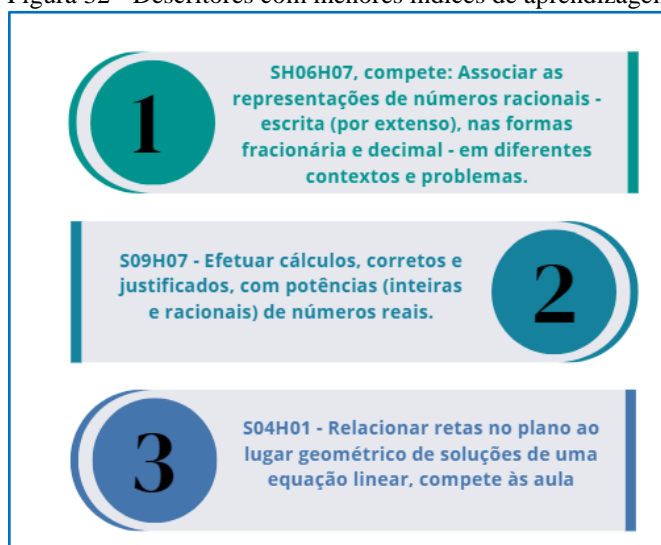 Figura 32 - Descritores com menores índices de aprendizagem
1
SH06H07, compete: Associar as
representações de números racionais -
escrita (por extenso), nas formas
fracionária e decimal - em diferentes
contextos e problemas.
S09H07 - Efetuar cálculos, corretos e
justificados, com potências (inteiras
e racionais) de números reais.
2
3
S04H01 - Relacionar retas no plano ao
lugar geométrico de soluções de uma
equação linear, compete às aula